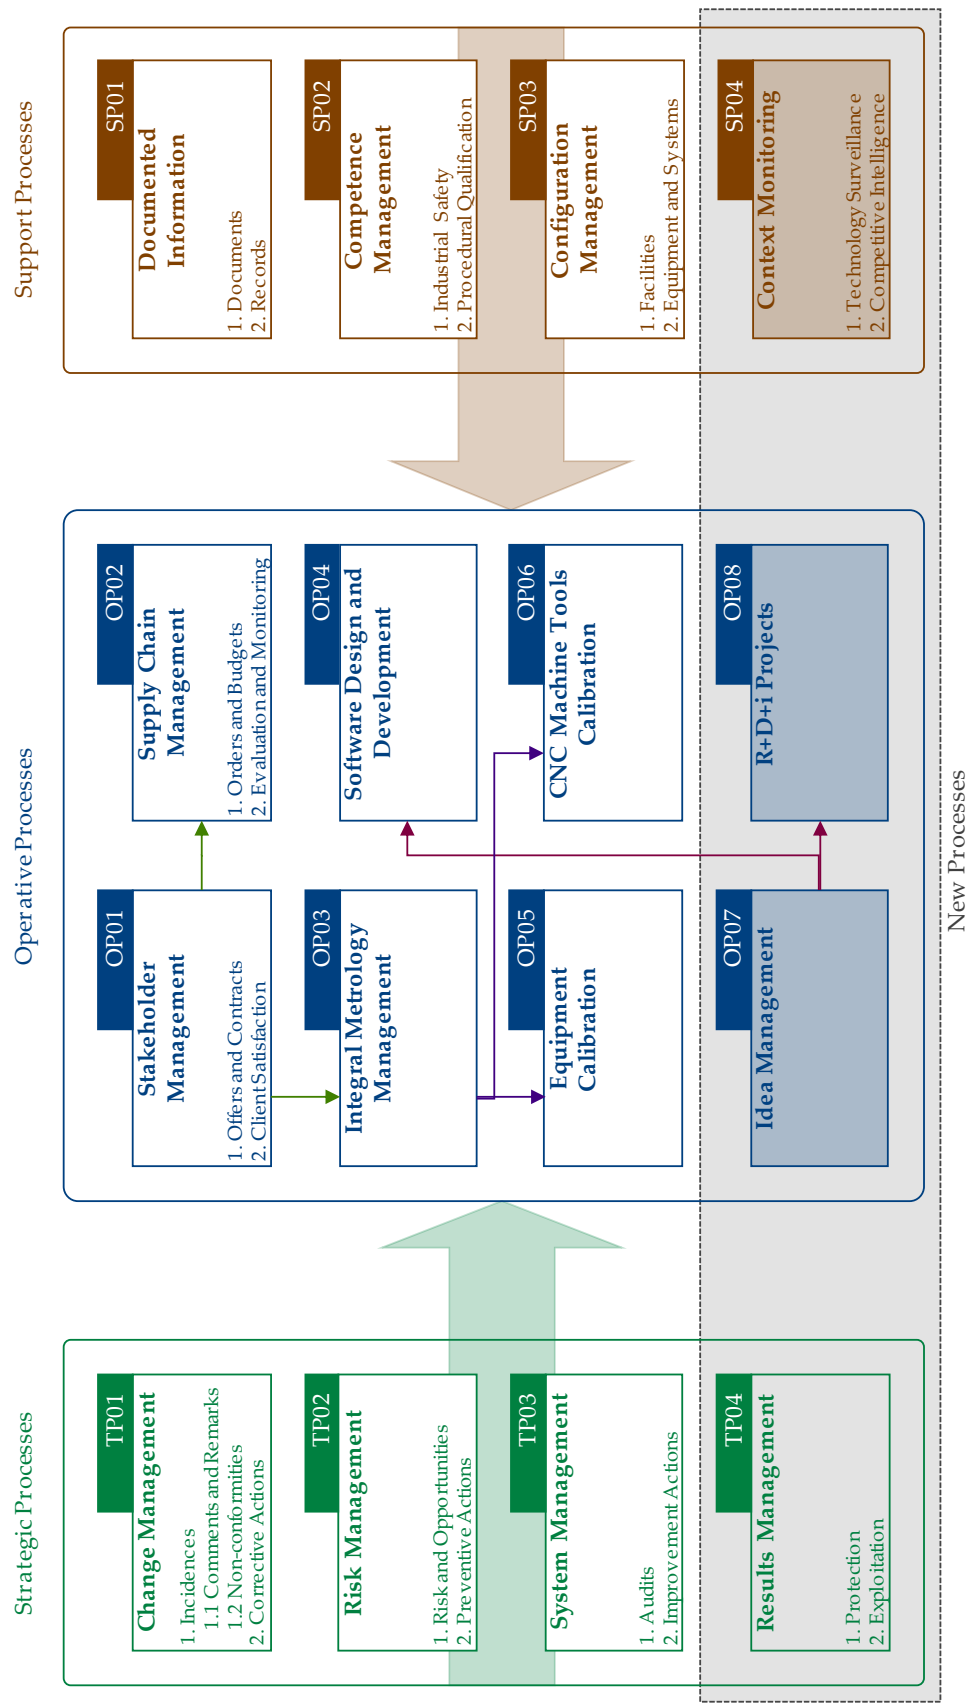 Strategic Processes
TP01
Change Management
1. Incidences
1.1 Comments and Remarks
1.2 Non-conformities
2. Corrective Actions
TP02
Risk Management
1. Risk and Opportunities
2. Preventive Actions
TP03
System Management
1. Audits
2. Improvement Actions
TP04
Results Management
1. Protection
2. Exploitation
Operative Processes
OP01
Stakeholder
Management
1. Offers and Contracts
2. Client Satisfaction
OP02
Supply Chain
Management
1. Orders and Budgets
2. Evaluation and Monitoring
OP03
Integral Metrology
Management
OP04
Software Design and
Development
OP05
Equipment
Calibration
OP06
CNC Machine Tools
Calibration
OP07
Idea Management
OP08
R+D+i Projects
Support Processes
SP01
Documented
Information
1. Documents
2. Records
SP02
Competence
Management
1. Industrial Safety
2. Procedural Qualification
SP03
Configuration
Management
1. Facilities
2. Equipment and Systems
SP04
Context Monitoring
1. Technology Surveillance
2. Competitive Intelligence
New Processes